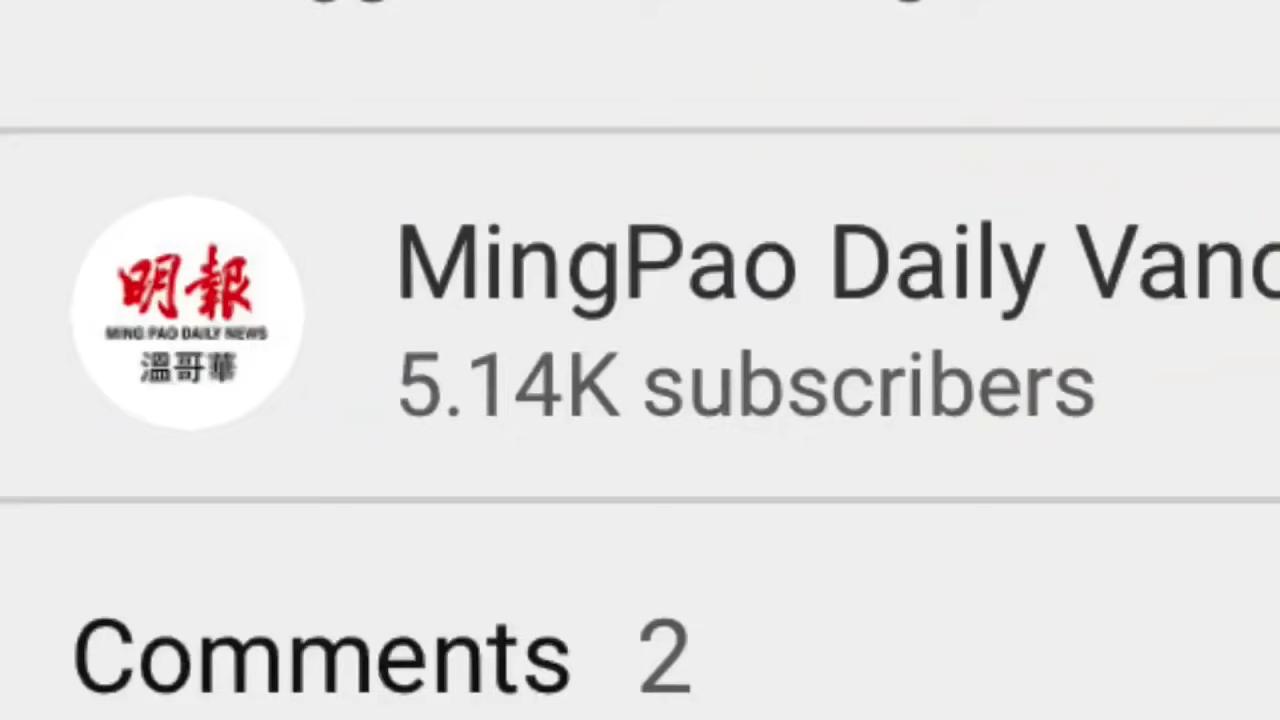 明報
MING PAO DAILY NEWS
溫哥華
MingPao Daily Vanc
5.14K subscribers
Comments 2